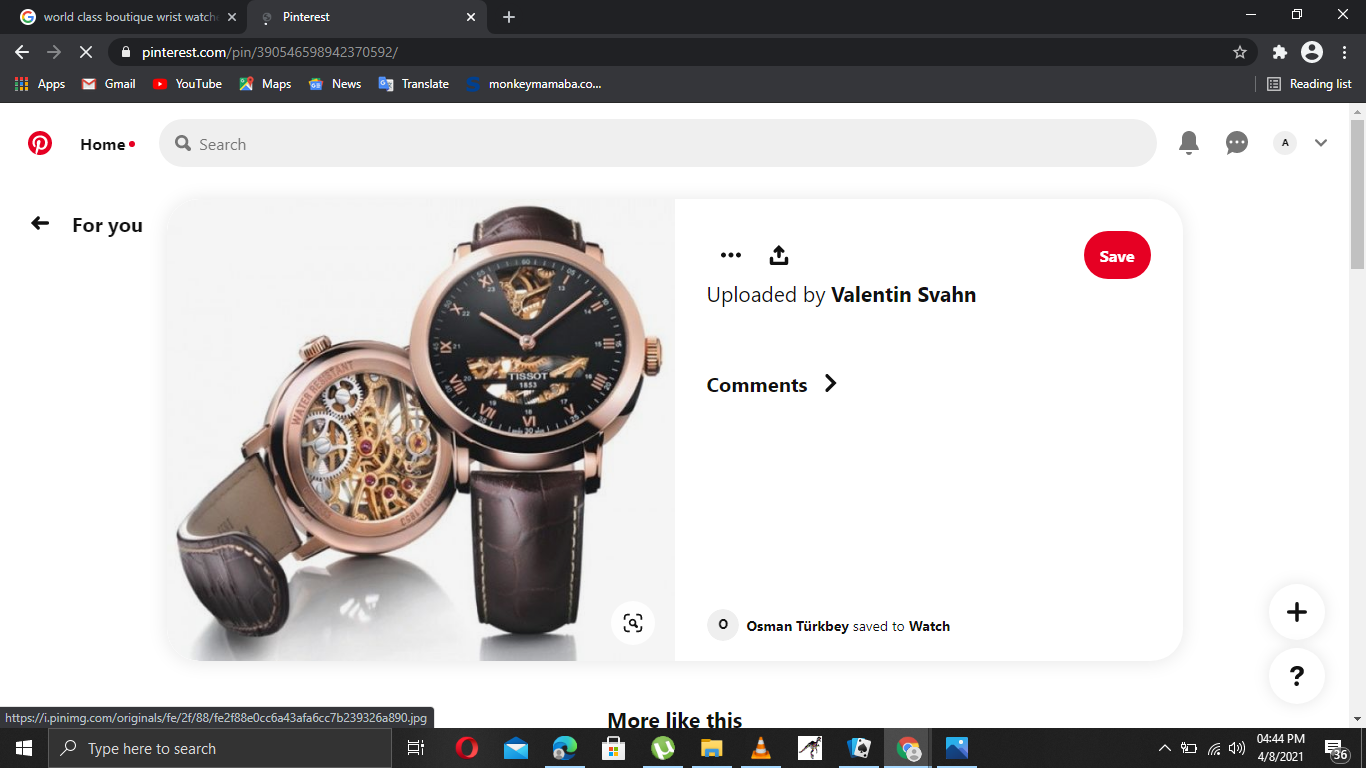 world class boutique wrist watche
Pinterest
pinterest.com/pin/390546598942370592/
Apps
Gmail
YouTube
Maps
News
Translate
monkeymamaba.co...
Reading list
Home
Search
A
For you
Save
Uploaded by Valentin Svahn
Comments
O
Osman Türkbey saved to Watch
WATER RESISTANT
TISSOT
1853
More like this
https://i.pinimg.com/originals/fe/2f/88/fe2f88e0cc6a43afa6cc7b239326a890.jpg
Type here to search
04:44 PM
4/8/2021
36